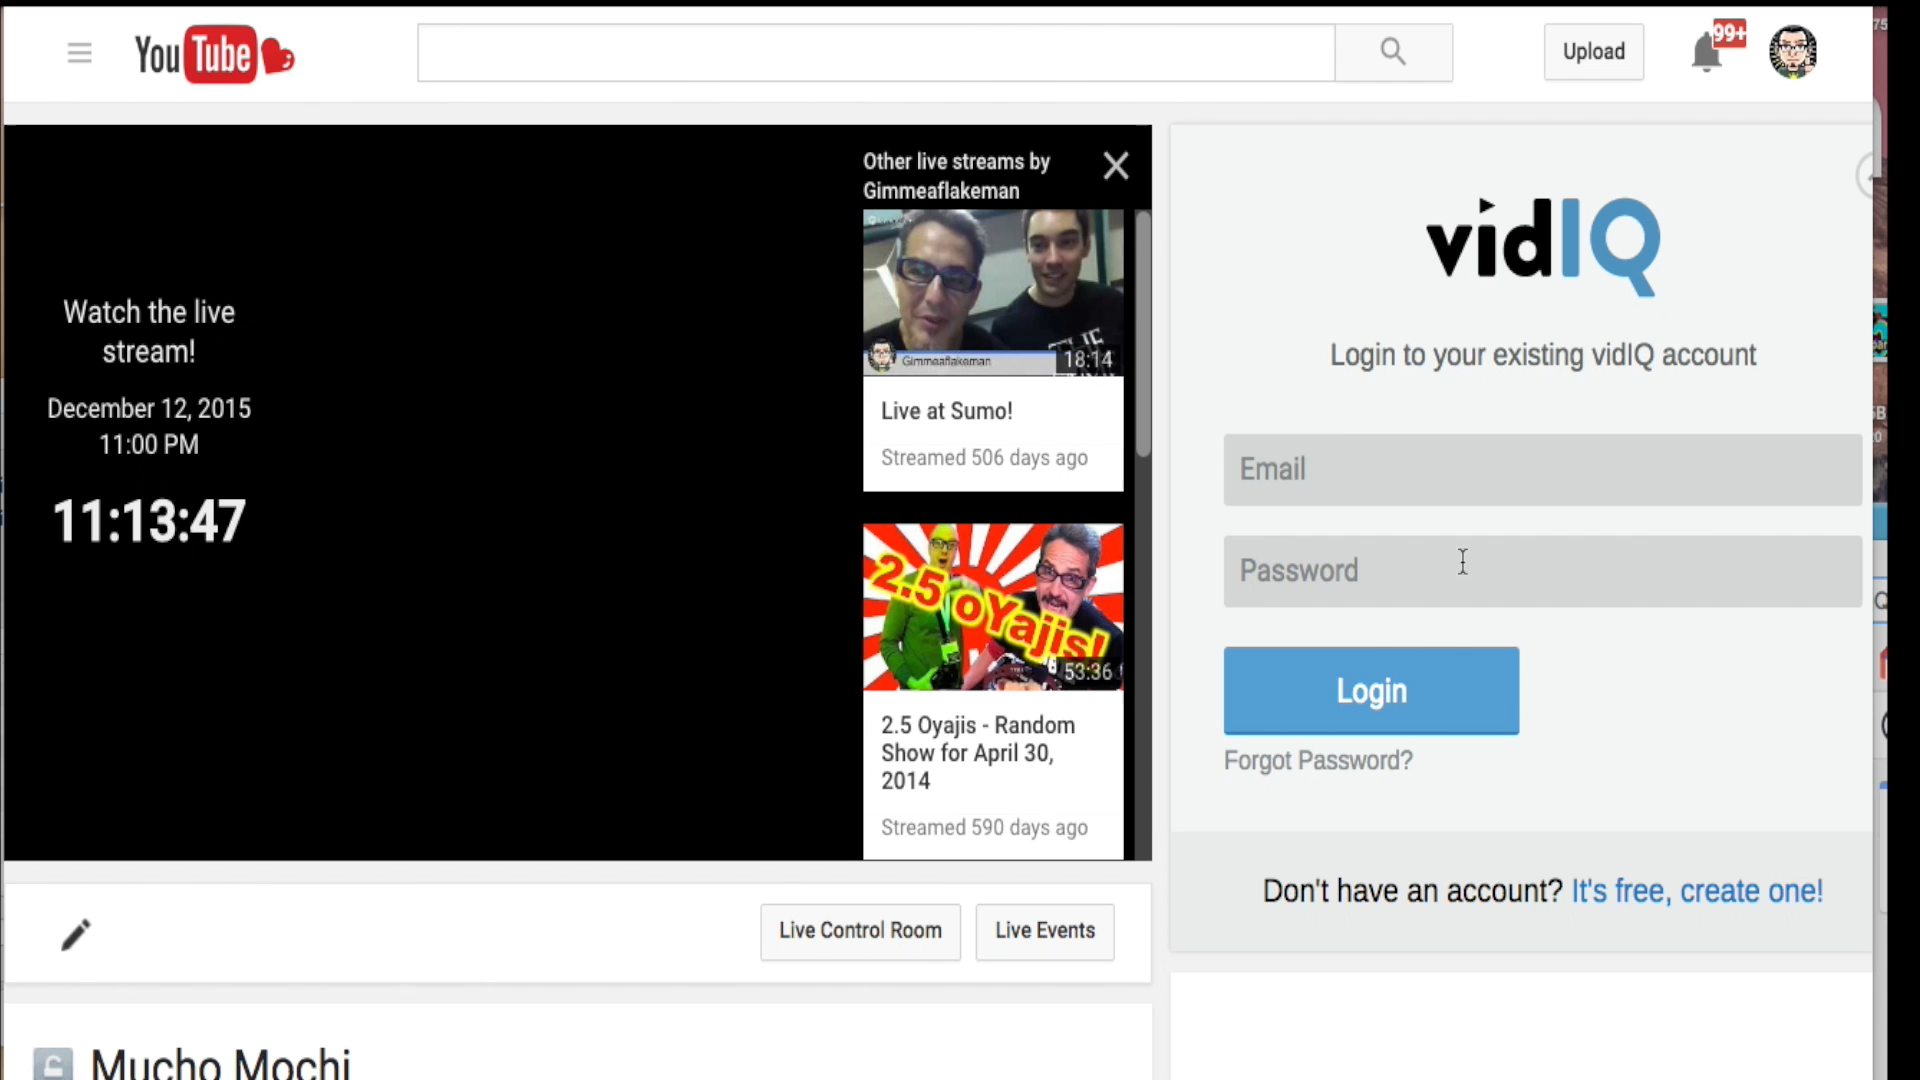 YouTube
Upload
99+
Watch the live
stream!
December 12, 2015
11:00 PM
11:13:47
Other live streams by
Gimmeaflakeman
Gimmeaflakeman
18:14
Live at Sumo!
Streamed 506 days ago
2.5 oYajis!
53:36
2.5 Oyajis - Random
Show for April 30,
2014
Streamed 590 days ago
vidIQ
Login to your existing vidIQ account
Email
Password
Login
Forgot Password?
Don't have an account? It's free, create one!
Live Control Room
Live Events
Mucho Mochi